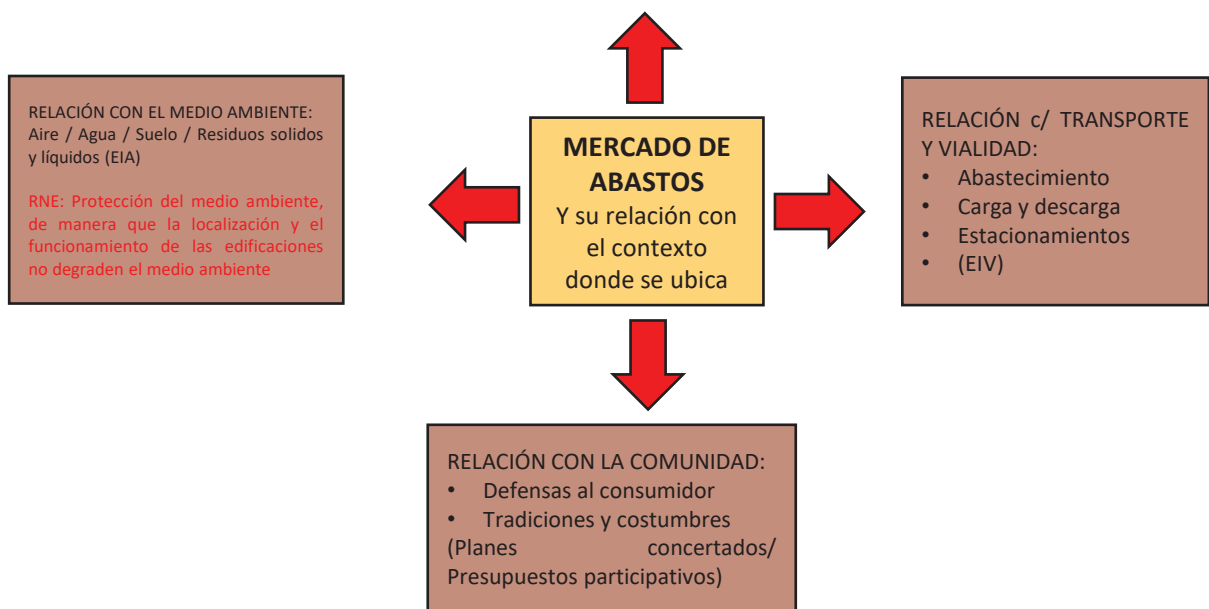 RELACIÓN CON EL MEDIO AMBIENTE:
Aire / Agua / Suelo / Residuos solidos
y líquidos (EIA)
RNE: Protección del medio ambiente,
de manera que la localización y el
funcionamiento de las edificaciones
no degraden el medio ambiente
MERCADO DE
ABASTOS
Y su relación con
el contexto
donde se ubica
RELACIÓN c/ TRANSPORTE
Y VIALIDAD:
• Abastecimiento
• Carga y descarga
• Estacionamientos
• (EIV)
RELACIÓN CON LA COMUNIDAD:
• Defensas al consumidor
• Tradiciones y costumbres
(Planes concertados/
Presupuestos participativos)